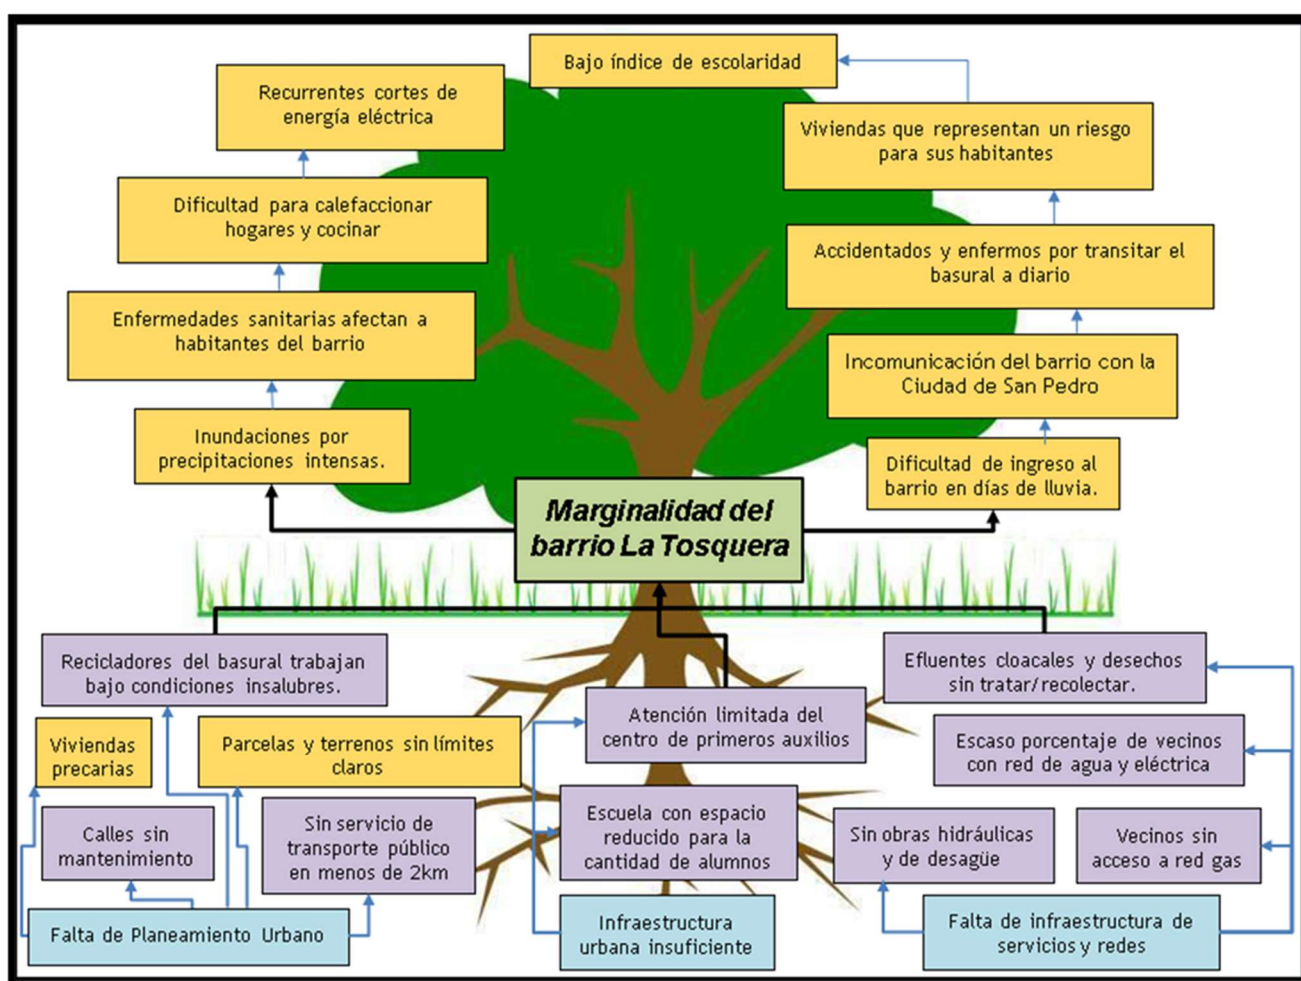 Bajo índice de escolaridad
Recurrentes cortes de
energía eléctrica
Viviendas que representan un riesgo
para sus habitantes
Dificultad para calefaccionar
hogares y cocinar
Accidentados y enfermos por transitar el
basural a diario
Enfermedades sanitarias afectan a
habitantes del barrio
Incomunicación del barrio con la
Ciudad de San Pedro
Inundaciones por
precipitaciones intensas.
Dificultad de ingreso al
barrio en días de lluvia.
Marginalidad del
barrio La Tosquera
Recicladores del basural trabajan
bajo condiciones insalubres.
Efluentes cloacales y desechos
sin tratar/recolectar.
Atención limitada del
centro de primeros auxilios
Viviendas
precarias
Parcelas y terrenos sin límites
claros
Escaso porcentaje de vecinos
con red de agua y eléctrica
Calles sin
mantenimiento
Sin servicio de
transporte público
en menos de 2km
Escuela con espacio
reducido para la
cantidad de alumnos
Sin obras hidráulicas
y de desagüe
Vecinos sin
acceso a red gas
Falta de Planeamiento Urbano
Infraestructura
urbana insuficiente
Falta de infraestructura de
servicios y redes